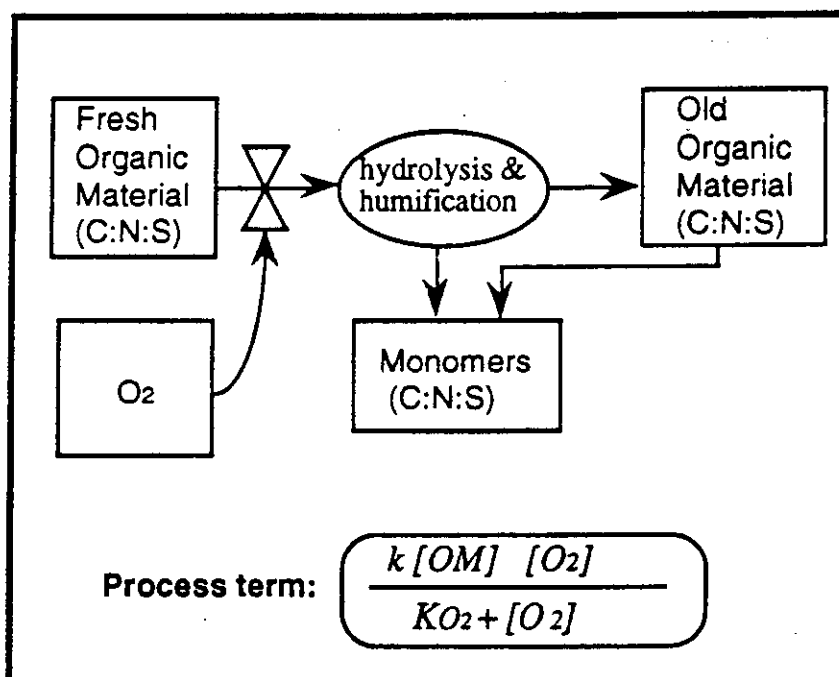 Fresh
Organic
Material
(C:N:S)
hydrolysis &
humification
Old
Organic
Material
(C:N:S)
O2
Monomers
(C:N:S)
Process term:
k [OM] [O2]
KO2 + [O2]